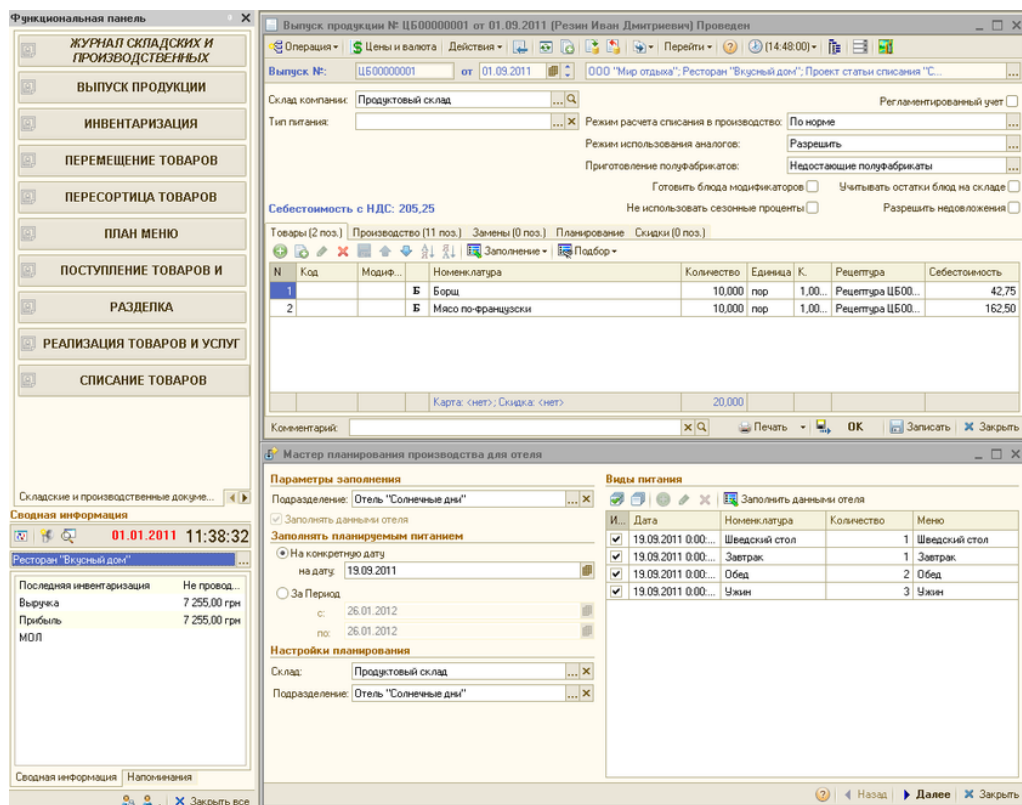 Функциональная панель
ЖУРНАЛ СКЛАДСКИХ И
ПРОИЗВОДСТВЕННЫХ
ВЫПУСК ПРОДУКЦИИ
ИНВЕНТАРИЗАЦИЯ
ПЕРЕМЕЩЕНИЕ ТОВАРОВ
ПЕРЕСОРТИЦА ТОВАРОВ
ПЛАН МЕНЮ
ПОСТУПЛЕНИЕ ТОВАРОВ И
РАЗДЕЛКА
РЕАЛИЗАЦИЯ ТОВАРОВ И УСЛУГ
СПИСАНИЕ ТОВАРОВ
Складские и производственные докуме...
Сводная информация
01.01.2011 11:38:32
Ресторан "Вкусный дом" ...
Последняя инвентаризация Не провод...
Выручка 7 255,00 грн
Прибыль 7 255,00 грн
МОЛ
Сводная информация Напоминания
Закрыть все
Выпуск продукции № ЦБ00000001 от 01.09.2011 (Резин Иван Дмитриевич) Проведен
Операция Цены и валюта Действия Перейти (14:48:00)
Выпуск №: ЦБ00000001 от 01.09.2011 ООО "Мир отдыха"; Ресторан "Вкусный дом"; Проект статьи списания "С... ...
Склад компании: Продуктовый склад ... Регламентированный учет
Тип питания: ... Режим расчета списания в производство: По норме ...
Режим использования аналогов: Разрешить ...
Приготовление полуфабрикатов: Недостающие полуфабрикаты ...
Готовить блюда модификаторов Учитывать остатки блюд на складе
Себестоимость с НДС: 205,25 Не использовать сезонные проценты Разрешить недовложения
Товары (2 поз.) Производство (11 поз.) Замены (0 поз.) Планирование Скидки (0 поз.)
Заполнение Подбор
N Код Модиф... Номенклатура Количество Единица К. Рецептура Себестоимость
1 Б Борщ 10,000 пор 1,00... Рецептура ЦБ00... 42,75
2 Б Мясо по-французски 10,000 пор 1,00... Рецептура ЦБ00... 162,50
Карта: <нет>; Скидка: <нет> 20,000
Комментарий: Печать OK Записать Закрыть
Мастер планирования производства для отеля
Параметры заполнения
Подразделение: Отель "Солнечные дни" ...
Заполнять данными отеля
Заполнять планируемым питанием
На конкретную дату
на дату: 19.09.2011
За Период
с: 26.01.2012
по: 26.01.2012
Настройки планирования
Склад: Продуктовый склад ...
Подразделение: Отель "Солнечные дни" ...
Виды питания
Заполнить данными отеля
И... Дата Номенклатура Количество Меню
19.09.2011 0:00:... Шведский стол 1 Шведский стол
19.09.2011 0:00:... Завтрак 1 Завтрак
19.09.2011 0:00:... Обед 2 Обед
19.09.2011 0:00:... Ужин 3 Ужин
Назад Далее Закрыть